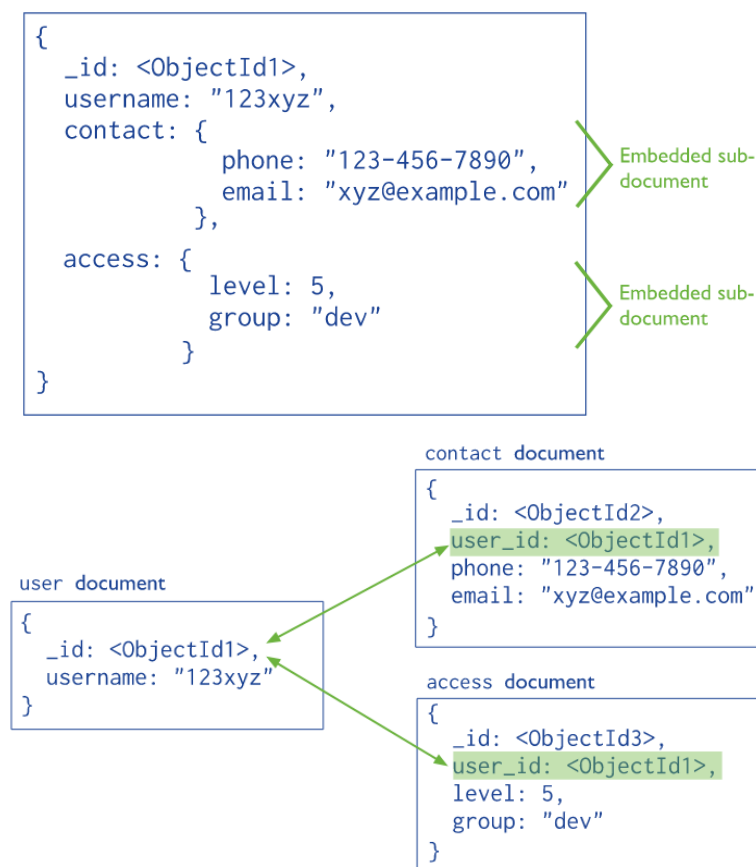 {
_id: <ObjectId1>,
username: "123xyz",
contact: {
phone: "123-456-7890",
email: "xyz@example.com"
},
access: {
level: 5,
group: "dev"
}
}
Embedded sub-
document
Embedded sub-
document
contact document
{
_id: <ObjectId2>,
user_id: <ObjectId1>,
phone: "123-456-7890",
email: "xyz@example.com"
}
user document
{
_id: <ObjectId1>,
username: "123xyz"
}
access document
{
_id: <ObjectId3>,
user_id: <ObjectId1>,
level: 5,
group: "dev"
}